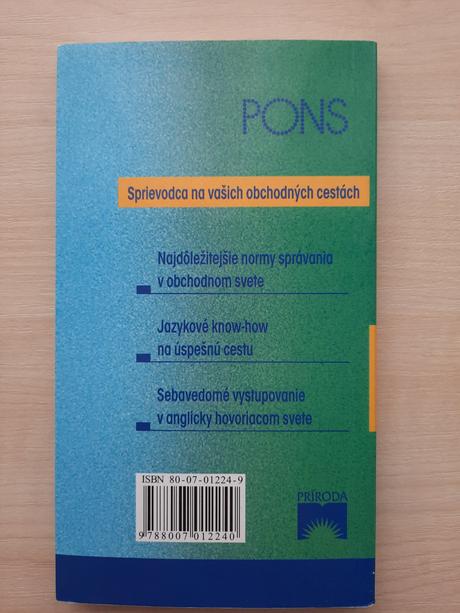 PONS
Sprievodca na vašich obchodných cestách
Najdôležitejšie normy správania
v obchodnom svete
Jazykové know-how
na úspešnú cestu
Sebavedomé vystupovanie
v anglicky hovoriacom svete
ISBN 80-07-01224-9
9 788007 012240
PRÍRODA